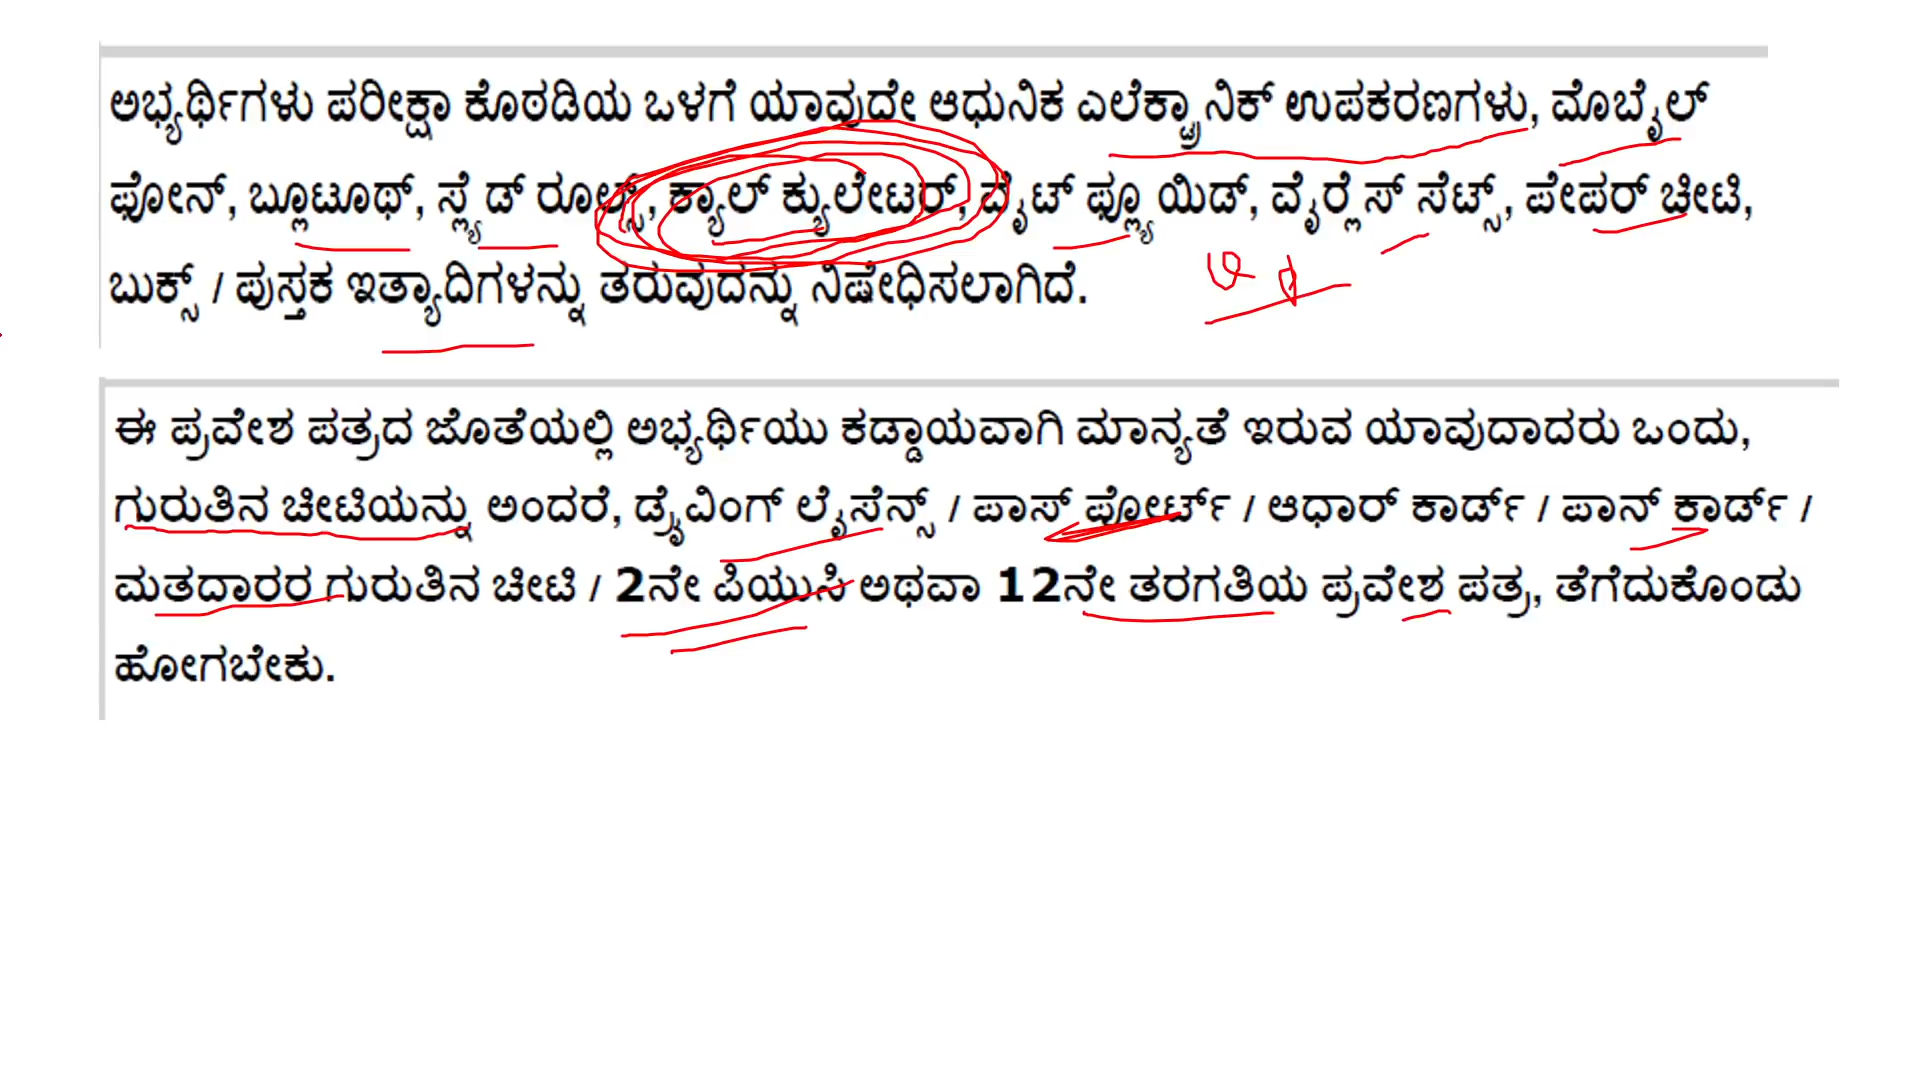 ಅಭ್ಯರ್ಥಿಗಳು ಪರೀಕ್ಷಾ ಕೊಠಡಿಯ ಒಳಗೆ ಯಾವುದೇ ಆಧುನಿಕ ಎಲೆಕ್ಟ್ರಾನಿಕ್ ಉಪಕರಣಗಳು, ಮೊಬೈಲ್
ಫೋನ್, ಬ್ಲೂಟೂಥ್, ಸ್ಲೈಡ್ ರೂಲ್ಸ್, ಕ್ಯಾಲ್ ಕ್ಯುಲೇಟರ್, ವೈಟ್ ಫ್ಲ್ಯೂಯಿಡ್, ವೈರ್‍ಲೆಸ್ ಸೆಟ್ಸ್, ಪೇಪರ್ ಚೀಟಿ,
ಬುಕ್ಸ್ / ಪುಸ್ತಕ ಇತ್ಯಾದಿಗಳನ್ನು ತರುವುದನ್ನು ನಿಷೇಧಿಸಲಾಗಿದೆ.
ಈ ಪ್ರವೇಶ ಪತ್ರದ ಜೊತೆಯಲ್ಲಿ ಅಭ್ಯರ್ಥಿಯು ಕಡ್ಡಾಯವಾಗಿ ಮಾನ್ಯತೆ ಇರುವ ಯಾವುದಾದರು ಒಂದು,
ಗುರುತಿನ ಚೀಟಿಯನ್ನು ಅಂದರೆ, ಡ್ರೈವಿಂಗ್ ಲೈಸೆನ್ಸ್ / ಪಾಸ್ ಪೋರ್ಟ್ / ಆಧಾರ್ ಕಾರ್ಡ್ / ಪಾನ್ ಕಾರ್ಡ್ /
ಮತದಾರರ ಗುರುತಿನ ಚೀಟಿ / 2ನೇ ಪಿಯುಸಿ ಅಥವಾ 12ನೇ ತರಗತಿಯ ಪ್ರವೇಶ ಪತ್ರ, ತೆಗೆದುಕೊಂಡು
ಹೋಗಬೇಕು.